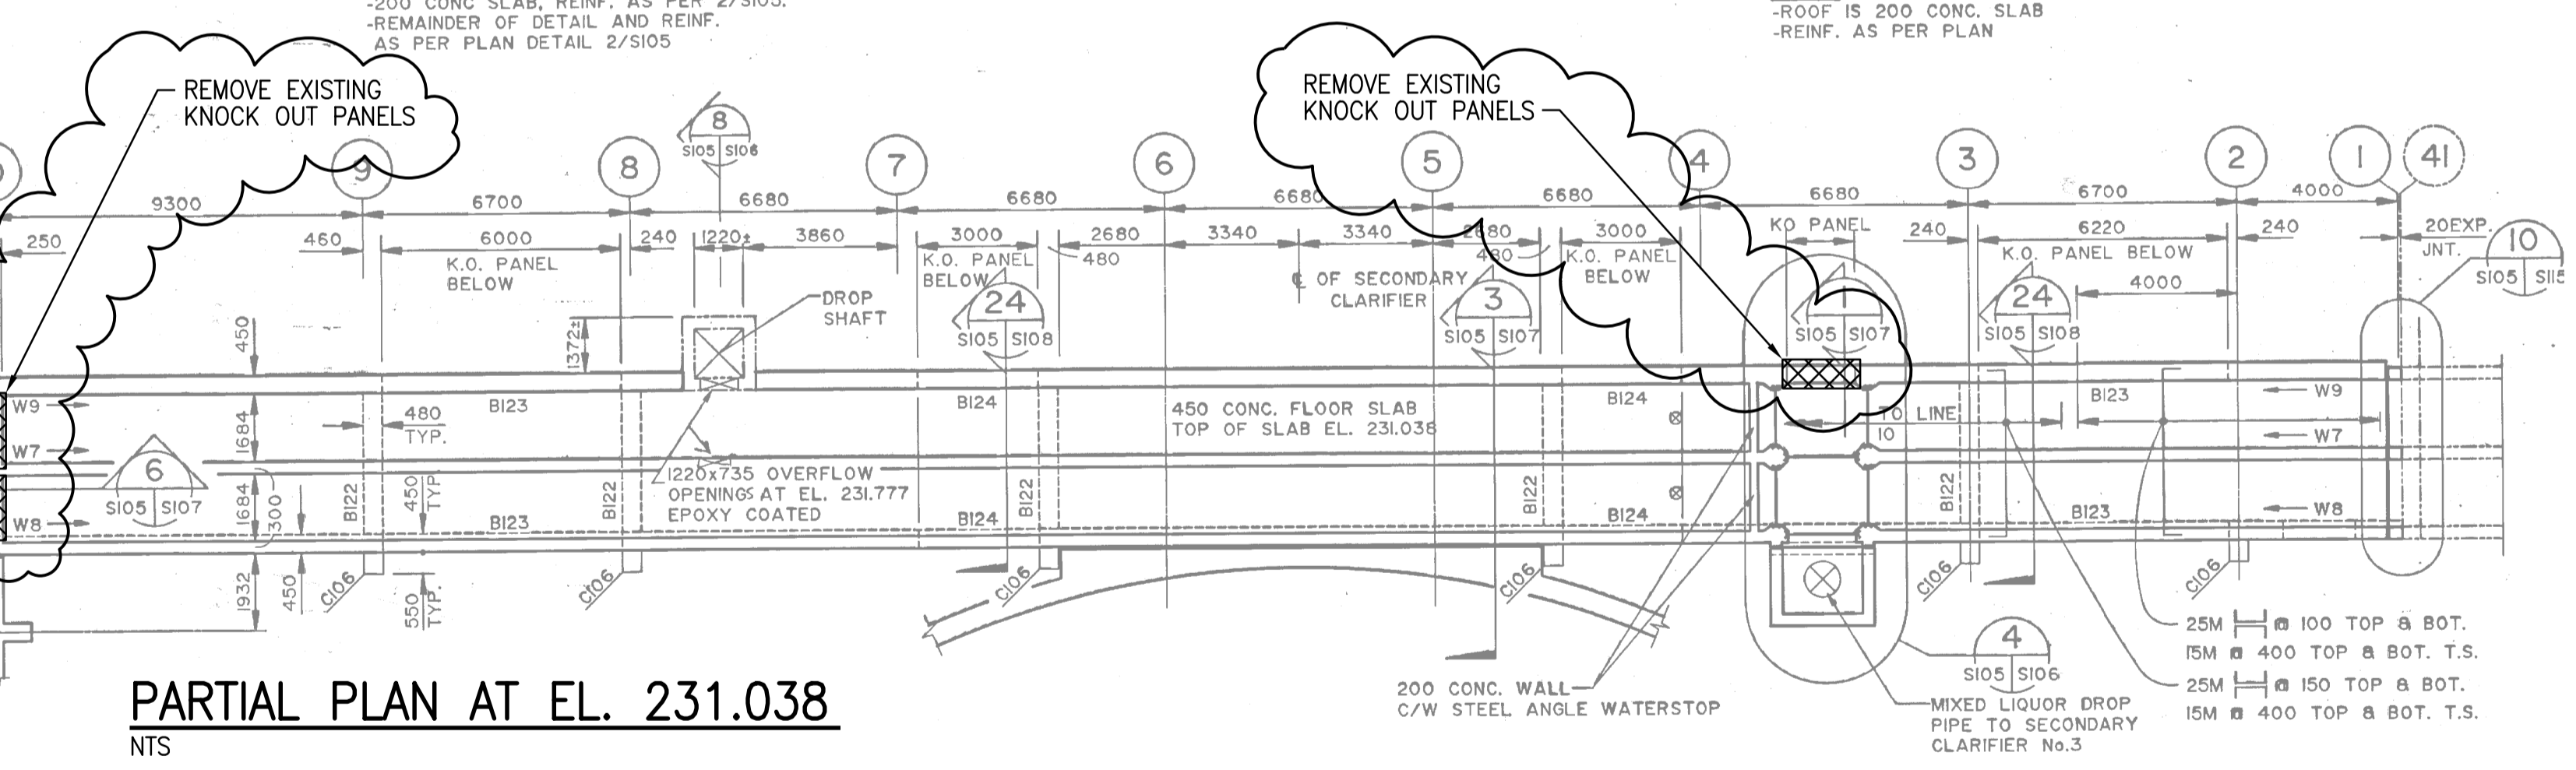 -200 CONC SLAB, REINF. AS PER 2/S105.
-REMAINDER OF DETAIL AND REINF.
AS PER PLAN DETAIL 2/S105
-ROOF IS 200 CONC. SLAB
-REINF. AS PER PLAN
REMOVE EXISTING
KNOCK OUT PANELS
REMOVE EXISTING
KNOCK OUT PANELS
8
S105 S106
9
8
7
6
5
4
3
2
1
41
9300
6700
6680
6680
6680
6680
6680
6700
4000
250
460
6000
240
1220±
3860
3000
480
2680
3340
3340
2680
480
3000
KO PANEL
240
6220
240
20EXP.
JNT.
K.O. PANEL
BELOW
K.O. PANEL
BELOW
K.O. PANEL
BELOW
K.O. PANEL BELOW
4000
10
S105 S115
℄ OF SECONDARY
CLARIFIER
DROP
SHAFT
24
S105 S108
3
S105 S107
1
S105 S107
24
S105 S108
450
1372±
W9
B123
B124
450 CONC. FLOOR SLAB
TOP OF SLAB EL. 231.038
B124
TO LINE
10
B123
W9
480
TYP.
1684
W7
W7
6
S105 S107
1220x735 OVERFLOW
OPENINGS AT EL. 231.777
EPOXY COATED
1684
300
B122
450
TYP
B122
B122
B122
B122
W8
B123
B124
B124
B123
W8
1932
450
C106
550
TYP.
C106
C106
C106
C106
C106
4
S105 S106
25M @ 100 TOP & BOT.
15M @ 400 TOP & BOT. T.S.
25M @ 150 TOP & BOT.
15M @ 400 TOP & BOT. T.S.
200 CONC. WALL
C/W STEEL ANGLE WATERSTOP
MIXED LIQUOR DROP
PIPE TO SECONDARY
CLARIFIER No.3
PARTIAL PLAN AT EL. 231.038
NTS